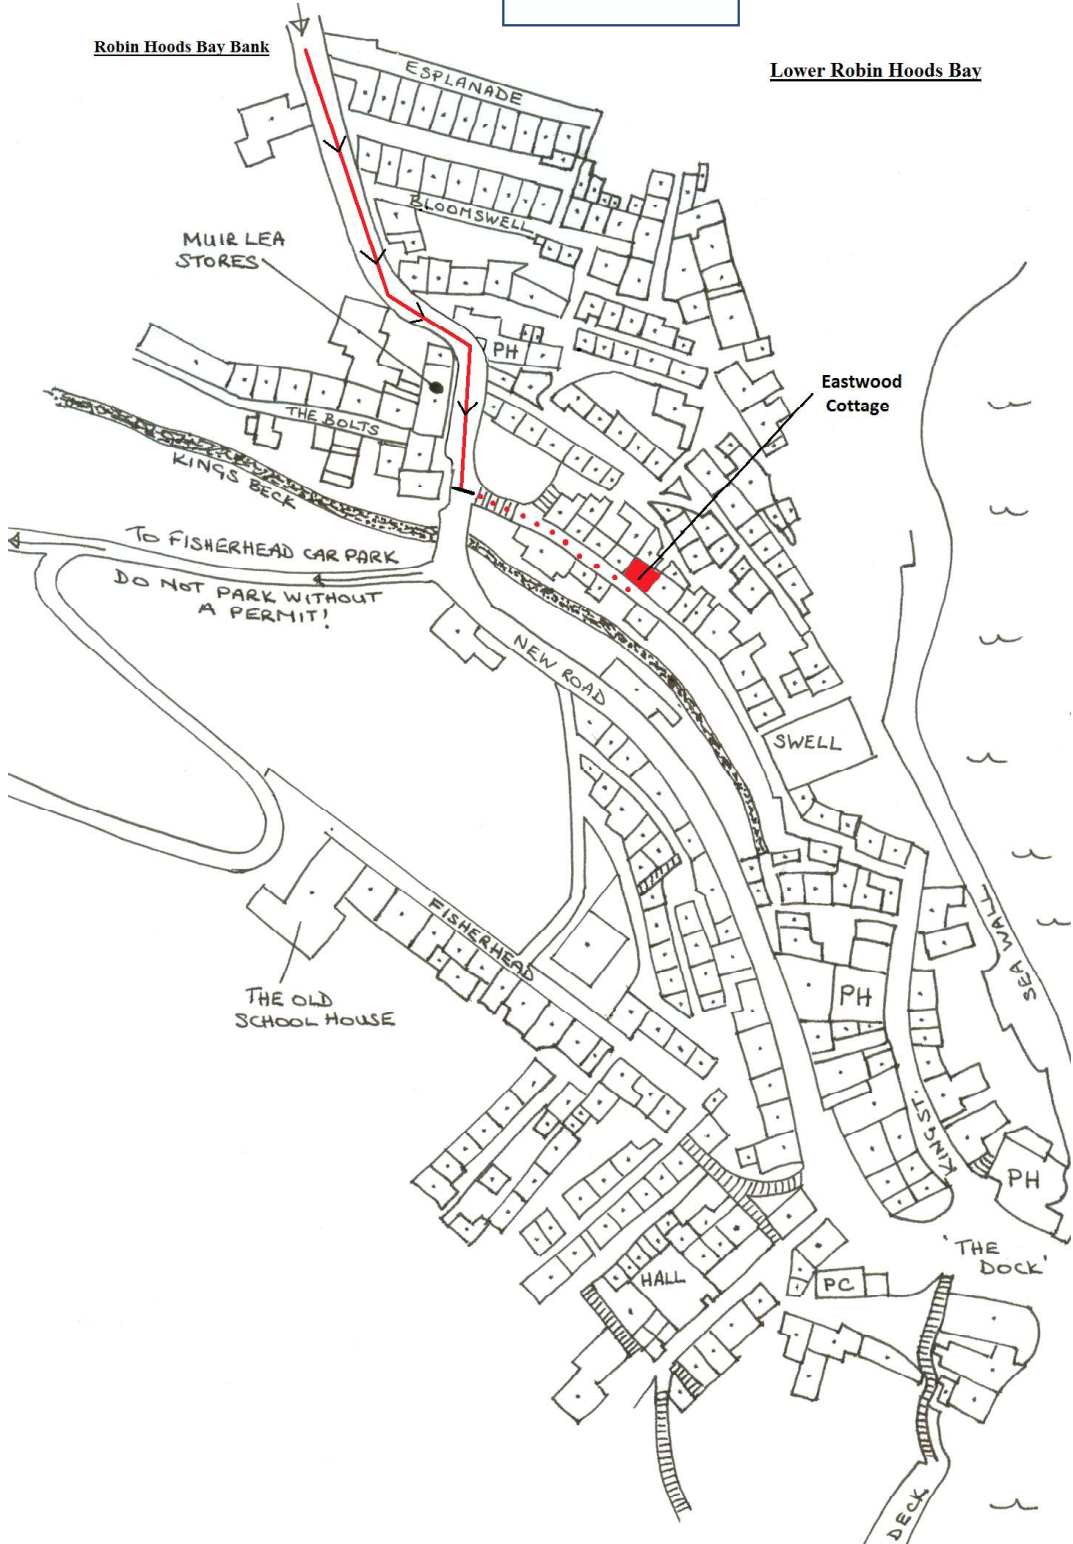 Robin Hoods Bay Bank
Lower Robin Hoods Bay
ESPLANADE
BLOOMSWELL
MUIR LEA
STORES
PH
Eastwood
Cottage
THE BOLTS
KINGS BECK
TO FISHERHEAD CAR PARK
DO NOT PARK WITHOUT
A PERMIT!
NEW ROAD
SWELL
FISHERHEAD
SEA WALL
THE OLD
SCHOOL HOUSE
PH
KING ST.
PH
'THE
DOCK'
HALL
PC
DECK